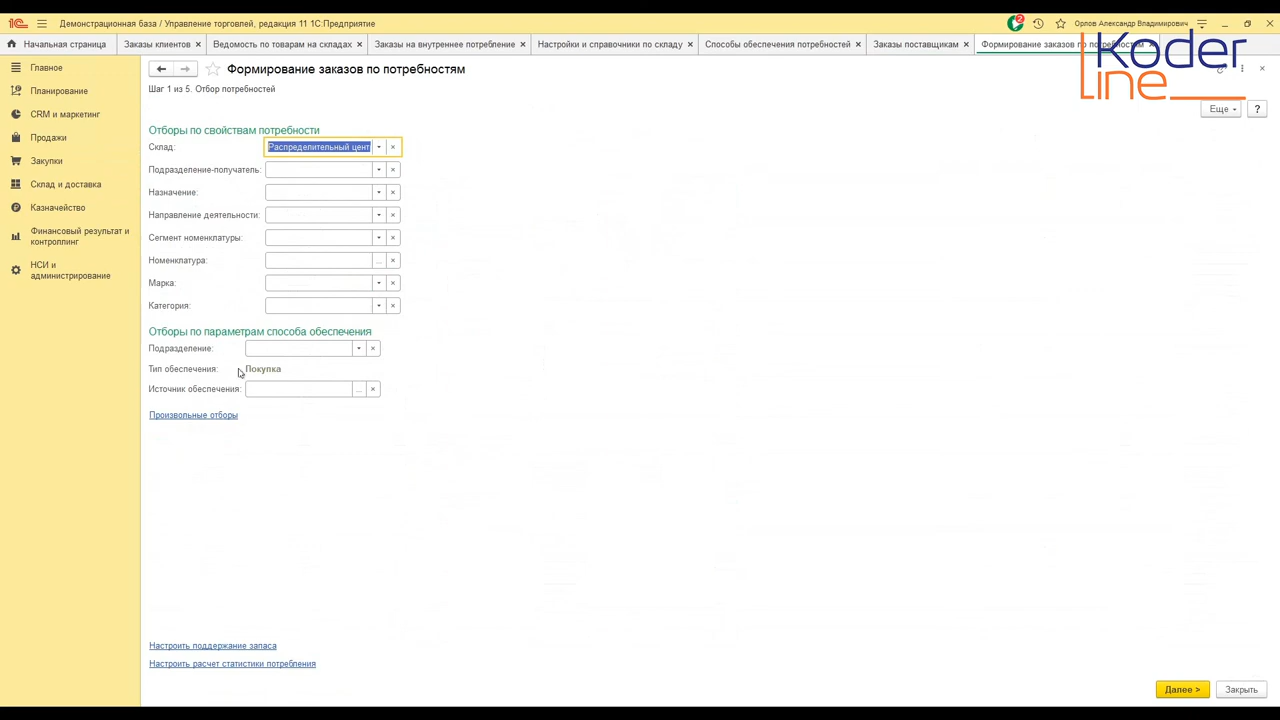 1С Демонстрационная база / Управление торговлей, редакция 11 1С:Предприятие
2
Орлов Александр Владимирович
Начальная страница
Заказы клиентов
Ведомость по товарам на складах
Заказы на внутреннее потребление
Настройки и справочники по складу
Способы обеспечения потребностей
Заказы поставщикам
Формирование заказов по потребностям
Koder
line
Главное
Планирование
CRM и маркетинг
Продажи
Закупки
Склад и доставка
Казначейство
Финансовый результат и
контроллинг
НСИ и
администрирование
Формирование заказов по потребностям
Шаг 1 из 5. Отбор потребностей
Еще
?
Отборы по свойствам потребности
Склад: Распределительный цент
Подразделение-получатель:
Назначение:
Направление деятельности:
Сегмент номенклатуры:
Номенклатура: ...
Марка:
Категория:
Отборы по параметрам способа обеспечения
Подразделение:
Тип обеспечения: Покупка
Источник обеспечения: ...
Произвольные отборы
Настроить поддержание запаса
Настроить расчет статистики потребления
Далее >
Закрыть